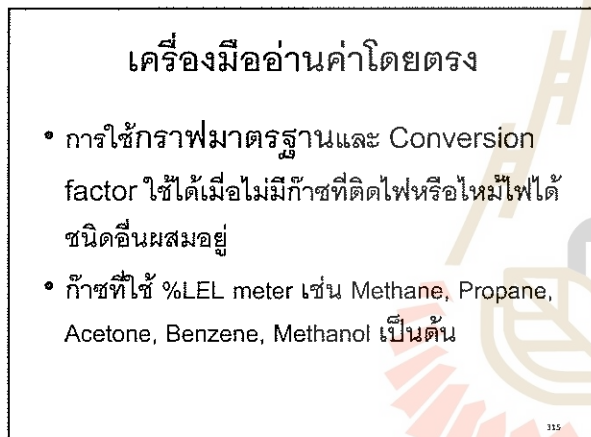 เครื่องมืออ่านค่าโดยตรง
• การใช้กราฟมาตรฐานและ Conversion
factor ใช้ได้เมื่อไม่มีก๊าซที่ติดไฟหรือไหม้ไฟได้
ชนิดอื่นผสมอยู่
• ก๊าซที่ใช้ %LEL meter เช่น Methane, Propane,
Acetone, Benzene, Methanol เป็นต้น
315